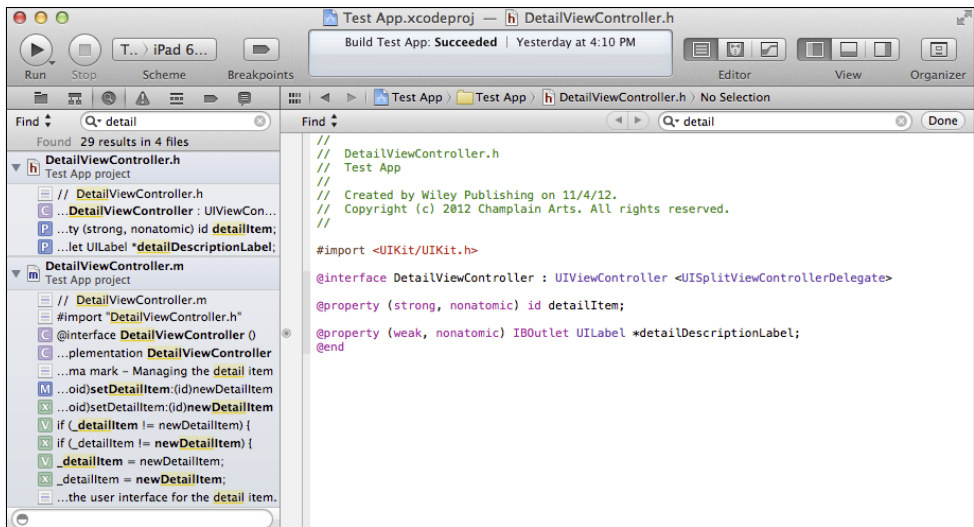 Test App.xcodeproj — h DetailViewController.h
T.. › iPad 6...
Build Test App: Succeeded | Yesterday at 4:10 PM
Run Stop Scheme Breakpoints Editor View Organizer
Test App › Test App › h DetailViewController.h › No Selection
Find detail
Found 29 results in 4 files
h DetailViewController.h
Test App project
// DetailViewController.h
C ...DetailViewController : UIViewCon...
P ...ty (strong, nonatomic) id detailItem;
P ...let UILabel *detailDescriptionLabel;
m DetailViewController.m
Test App project
// DetailViewController.m
#import "DetailViewController.h"
C @interface DetailViewController ()
C ...plementation DetailViewController
...ma mark – Managing the detail item
M ...oid)setDetailItem:(id)newDetailItem
X ...oid)setDetailItem:(id)newDetailItem
V if (_detailItem != newDetailItem) {
X if (_detailItem != newDetailItem) {
V _detailItem = newDetailItem;
X _detailItem = newDetailItem;
...the user interface for the detail item.
Find detail Done
//
// DetailViewController.h
// Test App
//
// Created by Wiley Publishing on 11/4/12.
// Copyright (c) 2012 Champlain Arts. All rights reserved.
//
#import <UIKit/UIKit.h>
@interface DetailViewController : UIViewController <UISplitViewControllerDelegate>
@property (strong, nonatomic) id detailItem;
@property (weak, nonatomic) IBOutlet UILabel *detailDescriptionLabel;
@end